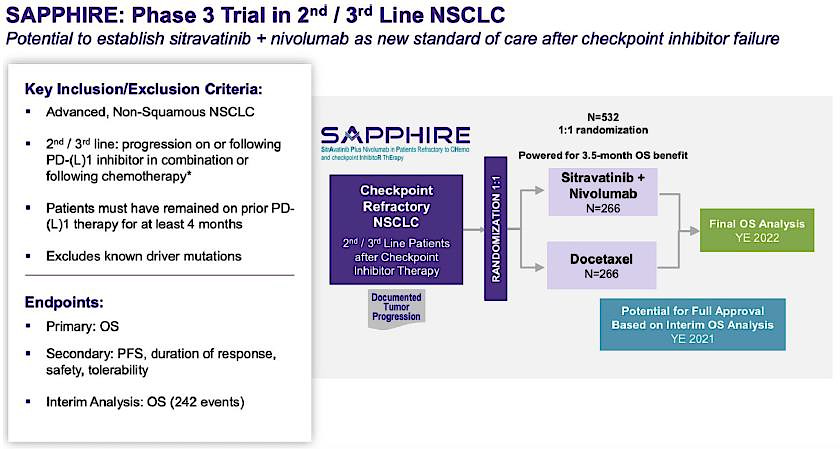 SAPPHIRE: Phase 3 Trial in 2nd / 3rd Line NSCLC
Potential to establish sitravatinib + nivolumab as new standard of care after checkpoint inhibitor failure
Key Inclusion/Exclusion Criteria:
▪ Advanced, Non-Squamous NSCLC
▪ 2nd / 3rd line: progression on or following
PD-(L)1 inhibitor in combination or
following chemotherapy*
▪ Patients must have remained on prior PD-
(L)1 therapy for at least 4 months
▪ Excludes known driver mutations
Endpoints:
▪ Primary: OS
▪ Secondary: PFS, duration of response,
safety, tolerability
▪ Interim Analysis: OS (242 events)
SAPPHIRE
SitrAvatinib Plus Nivolumab in Patients Refractory to CHemo
and checkpoint InhibitoR ThErapy
N=532
1:1 randomization
Powered for 3.5-month OS benefit
Checkpoint
Refractory
NSCLC
2nd / 3rd Line Patients
after Checkpoint
Inhibitor Therapy
Documented
Tumor
Progression
RANDOMIZATION 1:1
Sitravatinib +
Nivolumab
N=266
Docetaxel
N=266
Final OS Analysis
YE 2022
Potential for Full Approval
Based on Interim OS Analysis
YE 2021